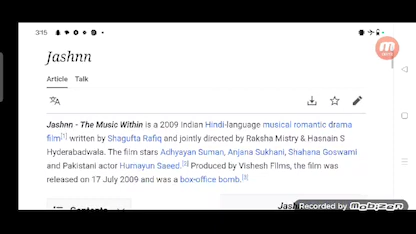 3:15
Jashnn
Article Talk
Jashnn - The Music Within is a 2009 Indian Hindi-language musical romantic drama
film[1] written by Shagufta Rafiq and jointly directed by Raksha Mistry & Hasnain S
Hyderabadwala. The film stars Adhyayan Suman, Anjana Sukhani, Shahana Goswami
and Pakistani actor Humayun Saeed.[2] Produced by Vishesh Films, the film was
released on 17 July 2009 and was a box-office bomb.[3]
Contents
Jashnn
Recorded by Mobizen